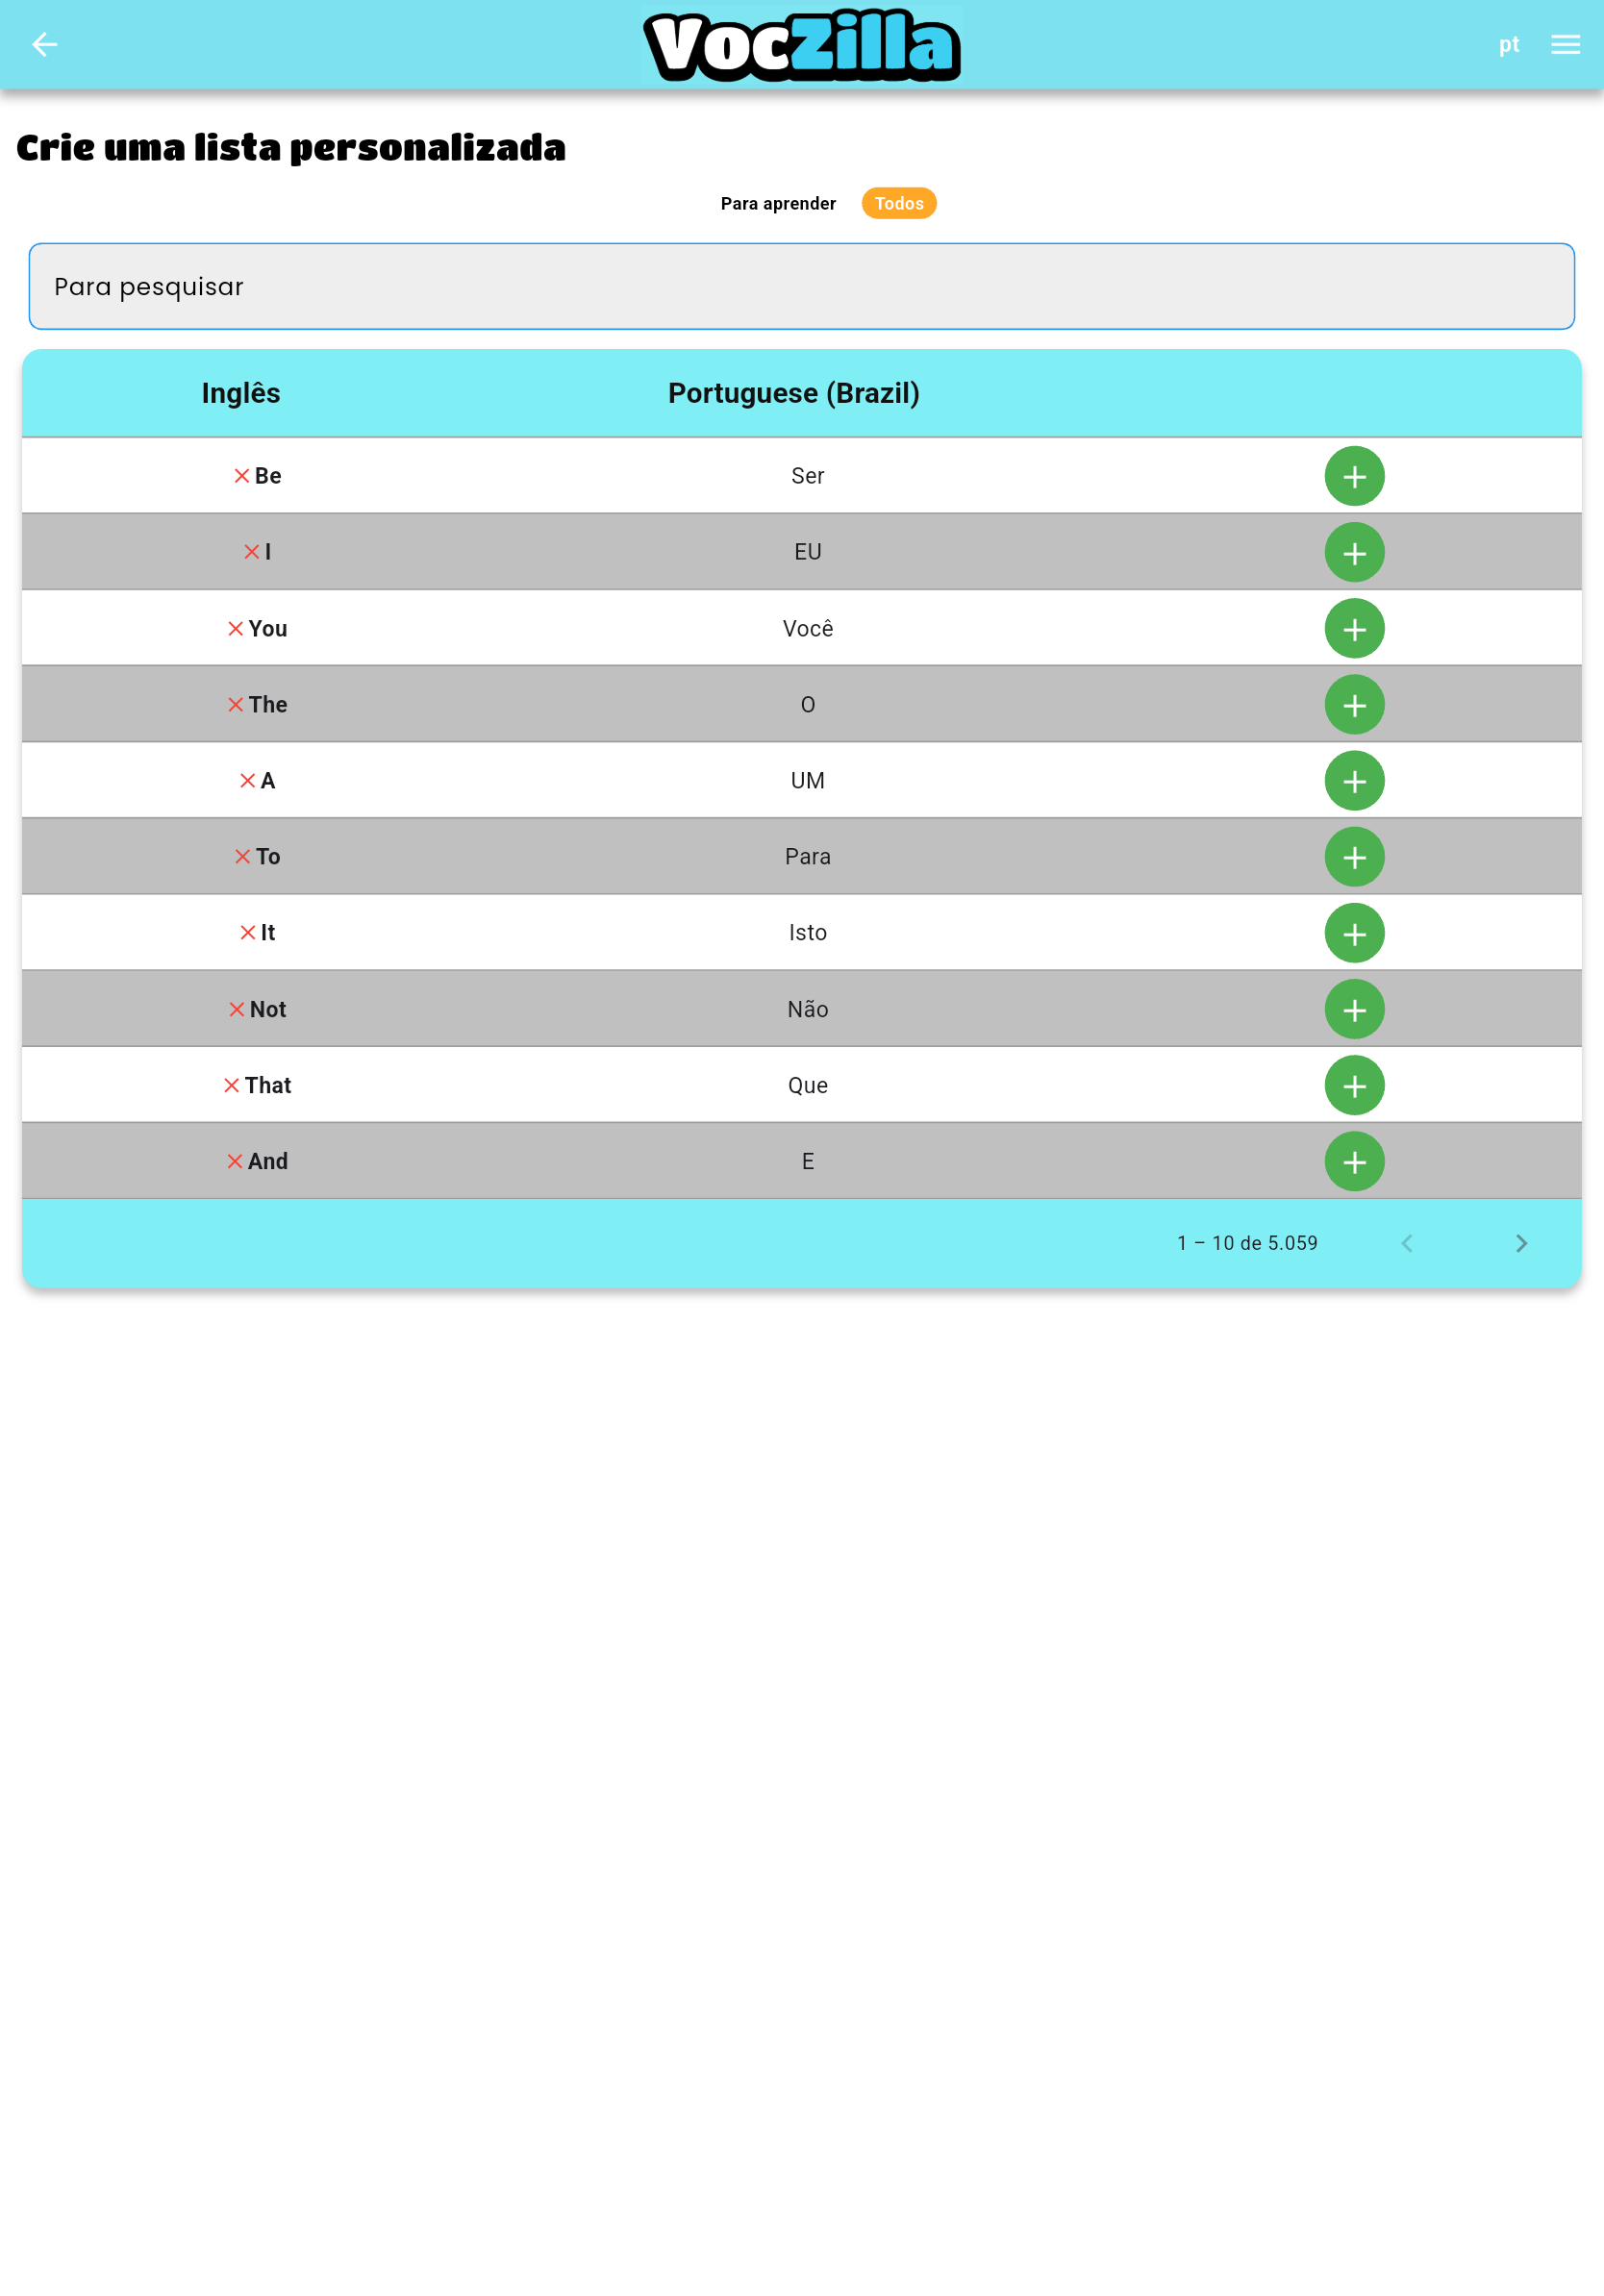 VocZilla
pt
Crie uma lista personalizada
Para aprender Todos
Para pesquisar
Inglês Portuguese (Brazil)
Be Ser
I EU
You Você
The O
A UM
To Para
It Isto
Not Não
That Que
And E
1 – 10 de 5.059